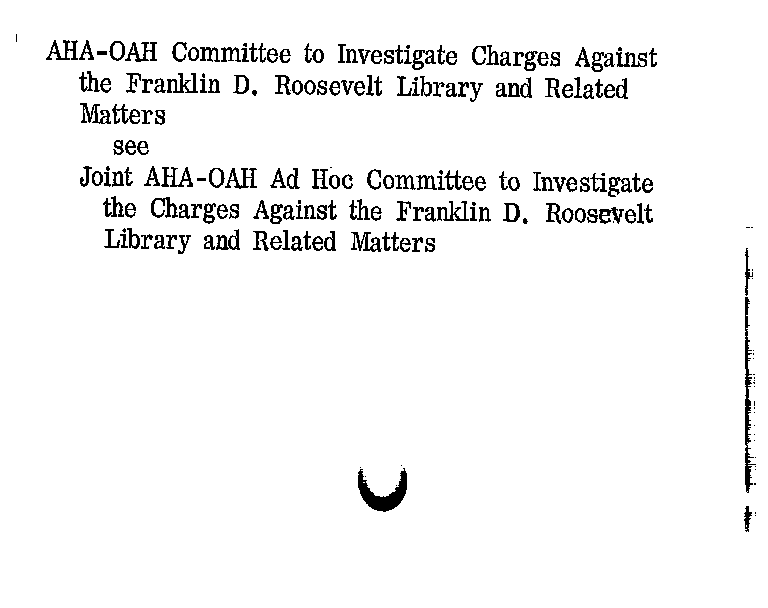 AHA-OAH Committee to Investigate Charges Against
the Franklin D. Roosevelt Library and Related
Matters
see
Joint AHA-OAH Ad Hoc Committee to Investigate
the Charges Against the Franklin D. Roosevelt
Library and Related Matters